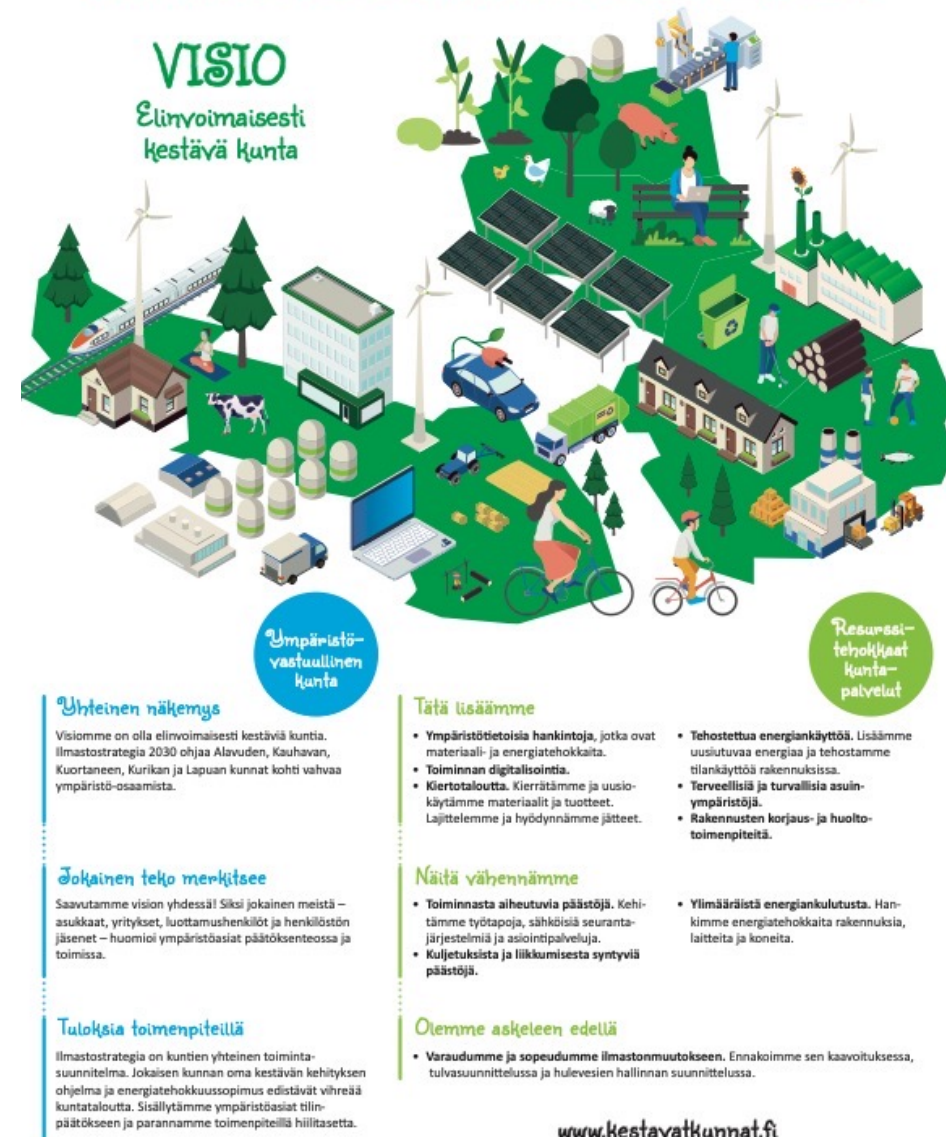 VISIO
Elinvoimaisesti
kestävä kunta
Ympäristö-
vastuullinen
kunta
Yhteinen näkemys
Visiomme on olla elinvoimaisesti kestäviä kuntia.
Ilmastostrategia 2030 ohjaa Alavuden, Kauhavan,
Kuortaneen, Kurikan ja Lapuan kunnat kohti vahvaa
ympäristö-osaamista.
Jokainen teko merkitsee
Saavutamme vision yhdessä! Siksi jokainen meistä –
asukkaat, yritykset, luottamushenkilöt ja henkilöstön
jäsenet – huomioi ympäristöasiat päätöksenteossa ja
toimissa.
Tuloksia toimenpiteillä
Ilmastostrategia on kuntien yhteinen toiminta-
suunnitelma. Jokaisen kunnan oma kestävän kehityksen
ohjelma ja energiatehokkuussopimus edistävät vihreää
kuntataloutta. Sisällytämme ympäristöasiat tilin-
päätökseen ja parannamme toimenpiteillä hiilitasetta.
Resurssi-
tehokkaat
kunta-
palvelut
Tätä lisäämme
• Ympäristötietoisia hankintoja, jotka ovat
materiaali- ja energiatehokkaita.
• Toiminnan digitalisointia.
• Kiertotaloutta. Kierrätämme ja uusio-
käytämme materiaalit ja tuotteet.
Lajittelemme ja hyödynnämme jätteet.
• Tehostettua energiankäyttöä. Lisäämme
uusiutuvaa energiaa ja tehostamme
tilankäyttöä rakennuksissa.
• Terveellisiä ja turvallisia asuin-
ympäristöjä.
• Rakennusten korjaus- ja huolto-
toimenpiteitä.
Näitä vähennämme
• Toiminnasta aiheutuvia päästöjä. Kehi-
tämme työtapoja, sähköisiä seuranta-
järjestelmiä ja asiointipalveluja.
• Kuljetuksista ja liikkumisesta syntyviä
päästöjä.
• Ylimääräistä energiankulutusta. Han-
kimme energiatehokkaita rakennuksia,
laitteita ja koneita.
Olemme askeleen edellä
• Varaudumme ja sopeudumme ilmastonmuutokseen. Ennakoimme sen kaavoituksessa,
tulvasuunnittelussa ja hulevesien hallinnan suunnittelussa.
www.kestavatkunnat.fi